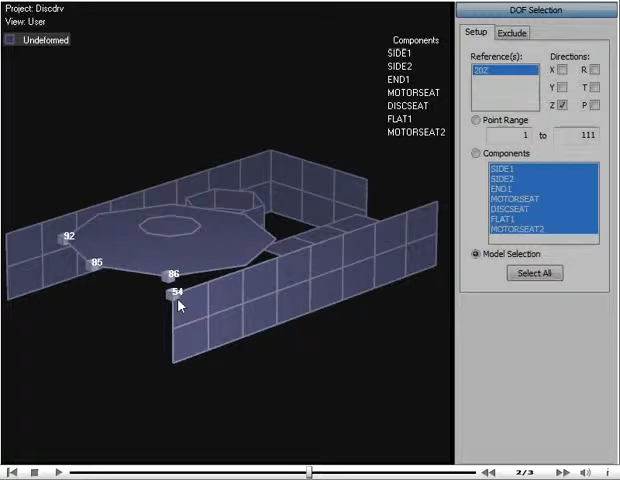 Project: Discdrv
View: User
Undeformed
Components
SIDE1
SIDE2
END1
MOTORSEAT
DISCSEAT
FLAT1
MOTORSEAT2
92
85
86
54
DOF Selection
Setup Exclude
Reference(s): Directions:
20Z X R
Y T
Z P
Point Range
1 to 111
Components
SIDE1
SIDE2
END1
MOTORSEAT
DISCSEAT
FLAT1
MOTORSEAT2
Model Selection
Select All
2/3
i